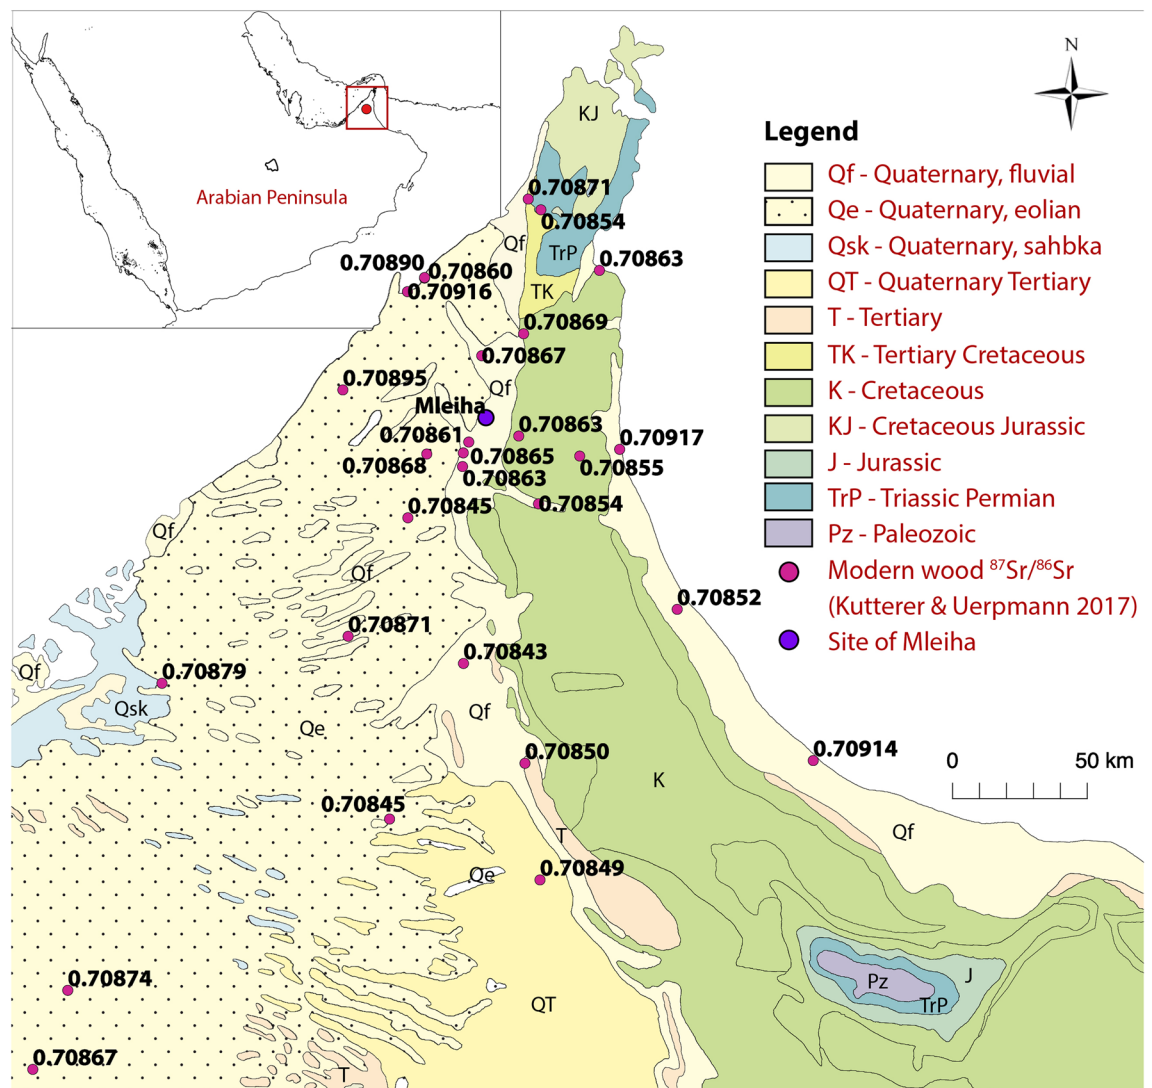 Arabian Peninsula
N
Legend
Qf - Quaternary, fluvial
Qe - Quaternary, eolian
Qsk - Quaternary, sahbka
QT - Quaternary Tertiary
T - Tertiary
TK - Tertiary Cretaceous
K - Cretaceous
KJ - Cretaceous Jurassic
J - Jurassic
TrP - Triassic Permian
Pz - Paleozoic
Modern wood ⁸⁷Sr/⁸⁶Sr
(Kutterer & Uerpmann 2017)
Site of Mleiha
0 50 km
KJ
0.70871
0.70854
Qf
TrP
0.70863
0.70890
0.70860
0.70916
TK
0.70869
0.70867
0.70895
Qf
Mleiha
0.70863
0.70861
0.70917
0.70865
0.70868
0.70855
0.70863
0.70845
0.70854
Qf
Qf
0.70852
0.70871
0.70843
Qf
0.70879
Qsk
Qf
Qe
0.70850
0.70914
K
0.70845
T
Qf
Qe
0.70849
0.70874
Pz
J
TrP
QT
0.70867
T